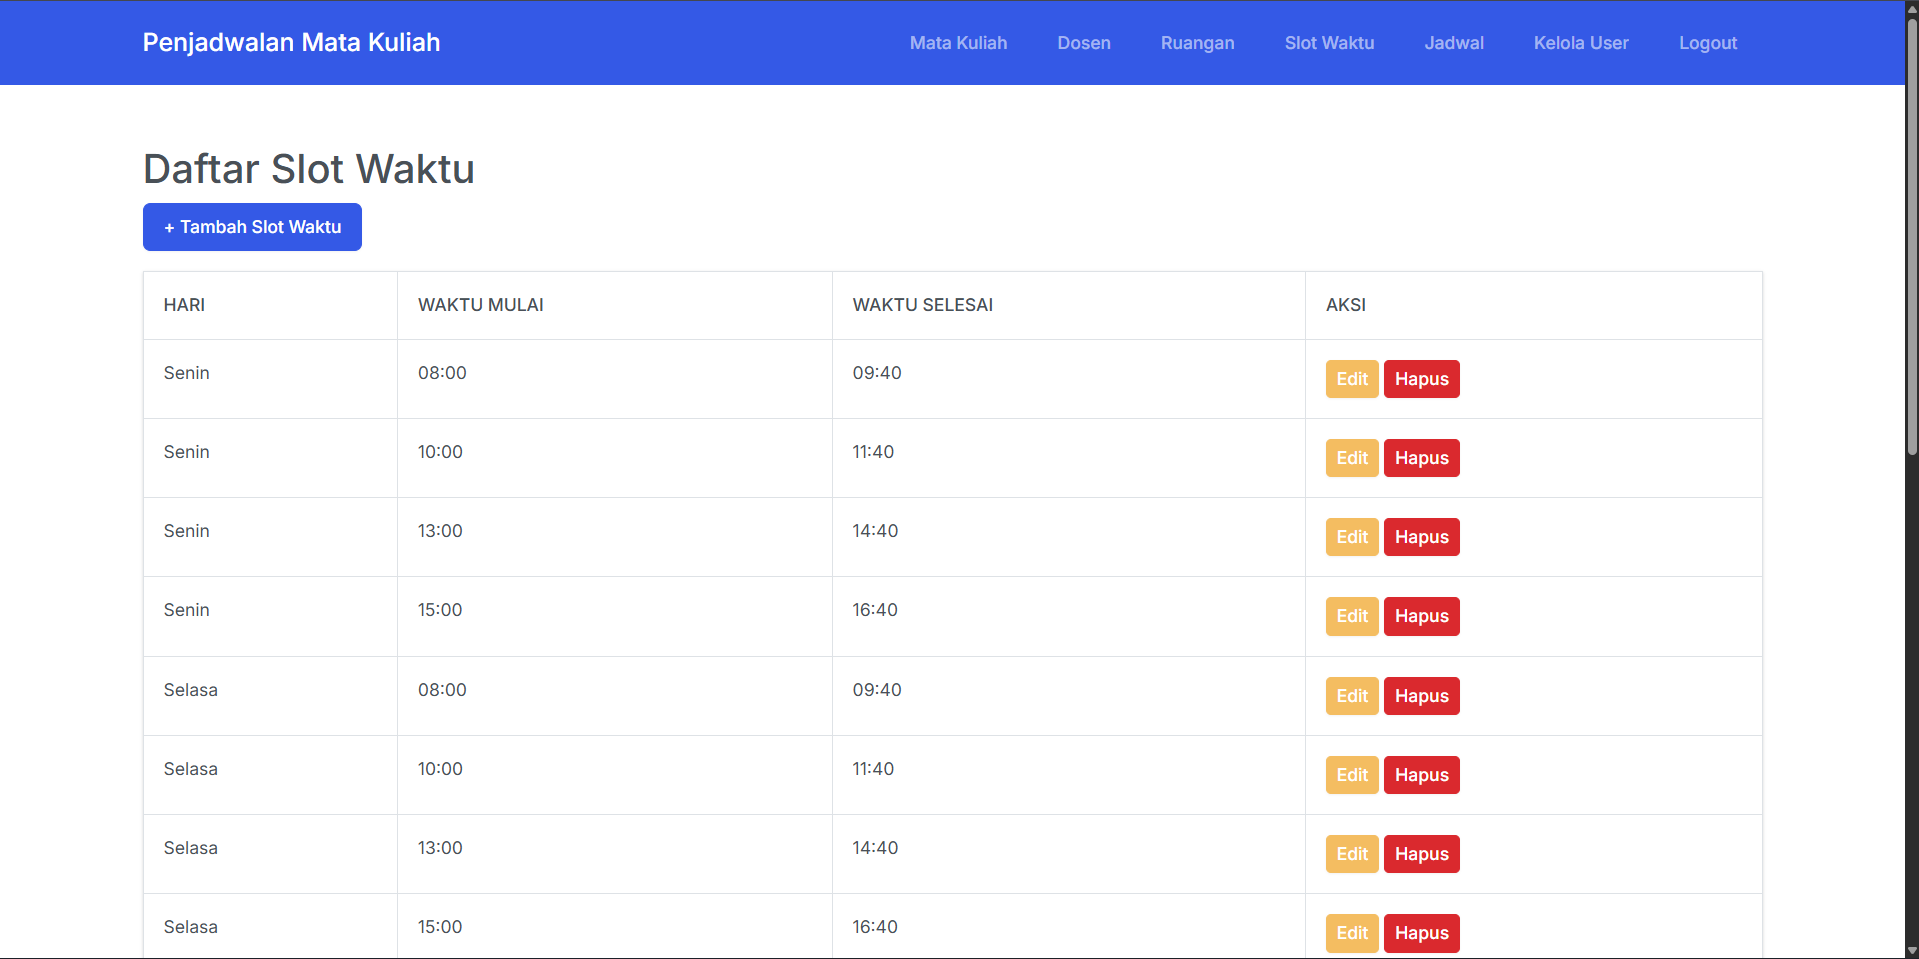 Penjadwalan Mata Kuliah Mata Kuliah Dosen Ruangan Slot Waktu Jadwal Kelola User Logout
Daftar Slot Waktu
+ Tambah Slot Waktu
HARI WAKTU MULAI WAKTU SELESAI AKSI
Senin 08:00 09:40 Edit Hapus
Senin 10:00 11:40 Edit Hapus
Senin 13:00 14:40 Edit Hapus
Senin 15:00 16:40 Edit Hapus
Selasa 08:00 09:40 Edit Hapus
Selasa 10:00 11:40 Edit Hapus
Selasa 13:00 14:40 Edit Hapus
Selasa 15:00 16:40 Edit Hapus